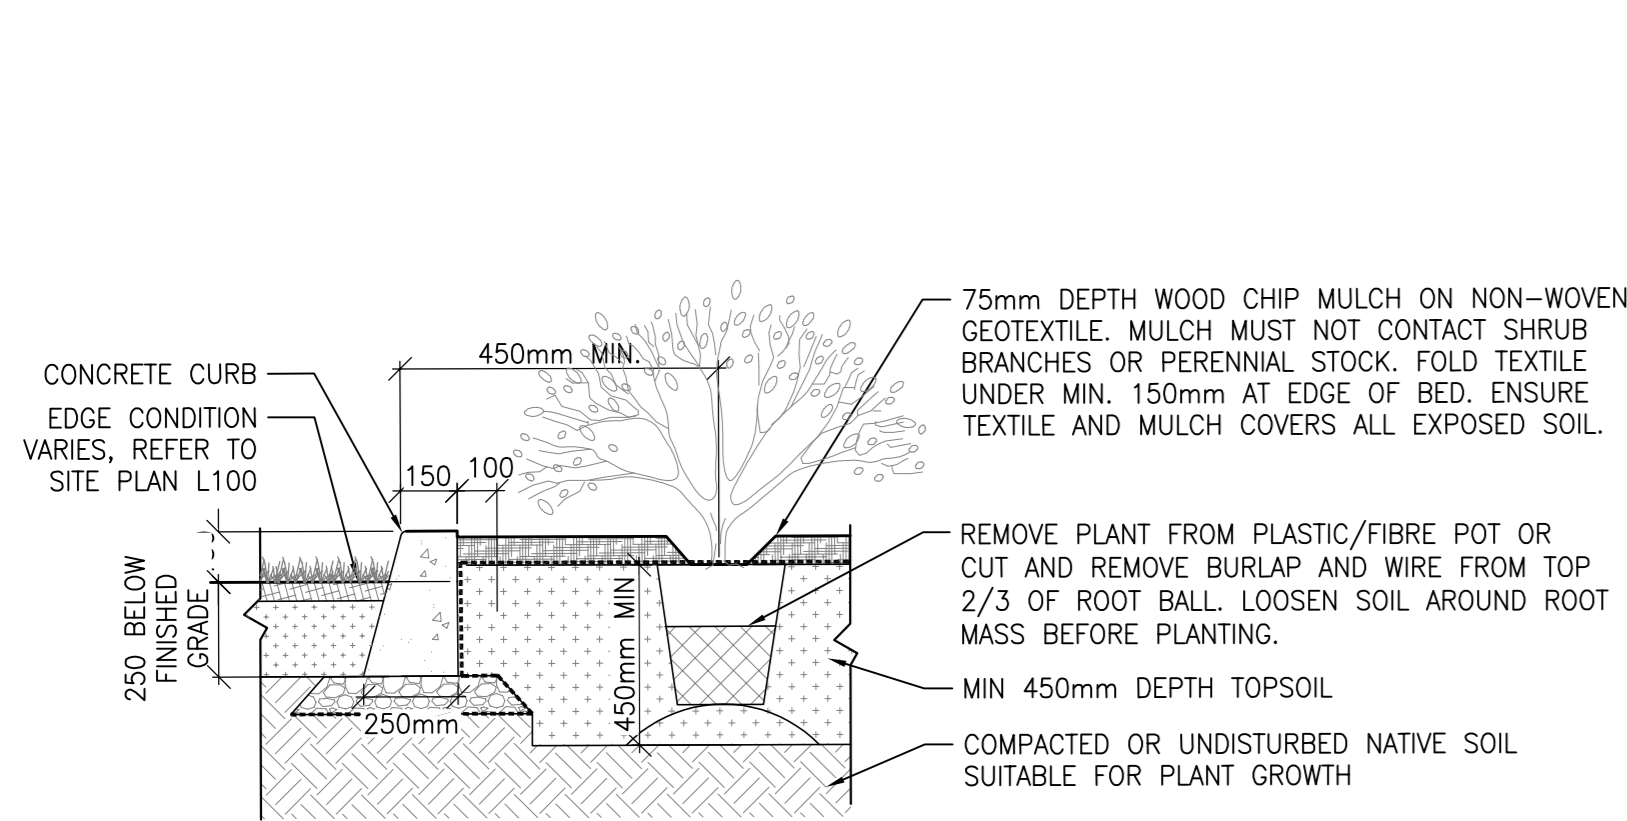 75mm DEPTH WOOD CHIP MULCH ON NON-WOVEN
GEOTEXTILE. MULCH MUST NOT CONTACT SHRUB
BRANCHES OR PERENNIAL STOCK. FOLD TEXTILE
UNDER MIN. 150mm AT EDGE OF BED. ENSURE
TEXTILE AND MULCH COVERS ALL EXPOSED SOIL.
450mm MIN.
CONCRETE CURB
EDGE CONDITION
VARIES, REFER TO
SITE PLAN L100
150
100
REMOVE PLANT FROM PLASTIC/FIBRE POT OR
CUT AND REMOVE BURLAP AND WIRE FROM TOP
2/3 OF ROOT BALL. LOOSEN SOIL AROUND ROOT
MASS BEFORE PLANTING.
250 BELOW
FINISHED
GRADE
450mm MIN
250mm
MIN 450mm DEPTH TOPSOIL
COMPACTED OR UNDISTURBED NATIVE SOIL
SUITABLE FOR PLANT GROWTH